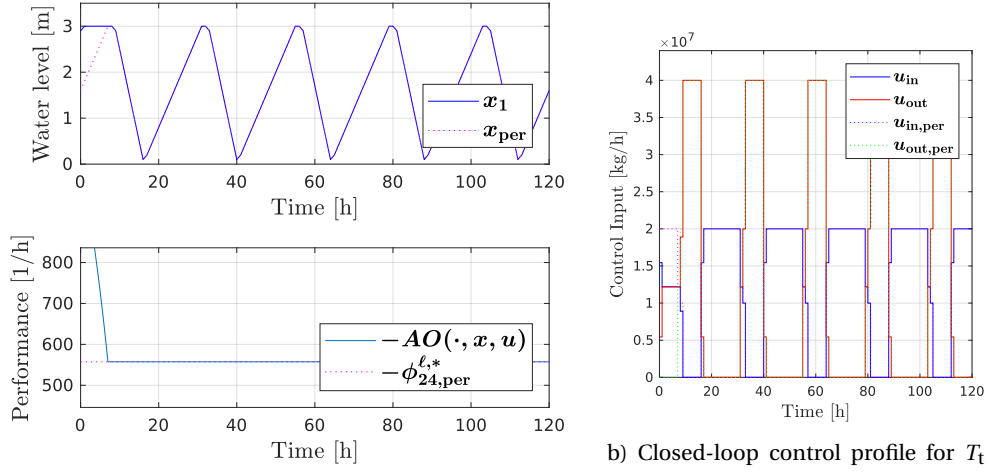 3
2
1
0
Water level [m]
x₁
x_per
0 20 40 60 80 100 120
Time [h]
800
700
600
500
Performance [1/h]
−AO(·, x, u)
−ϕ^{ℓ,*}_{24,per}
0 20 40 60 80 100 120
Time [h]
×10⁷
4
3.5
3
2.5
2
1.5
1
0.5
0
Control Input [kg/h]
u_in
u_out
u_in,per
u_out,per
0 20 40 60 80 100 120
Time [h]
b) Closed-loop control profile for T_t